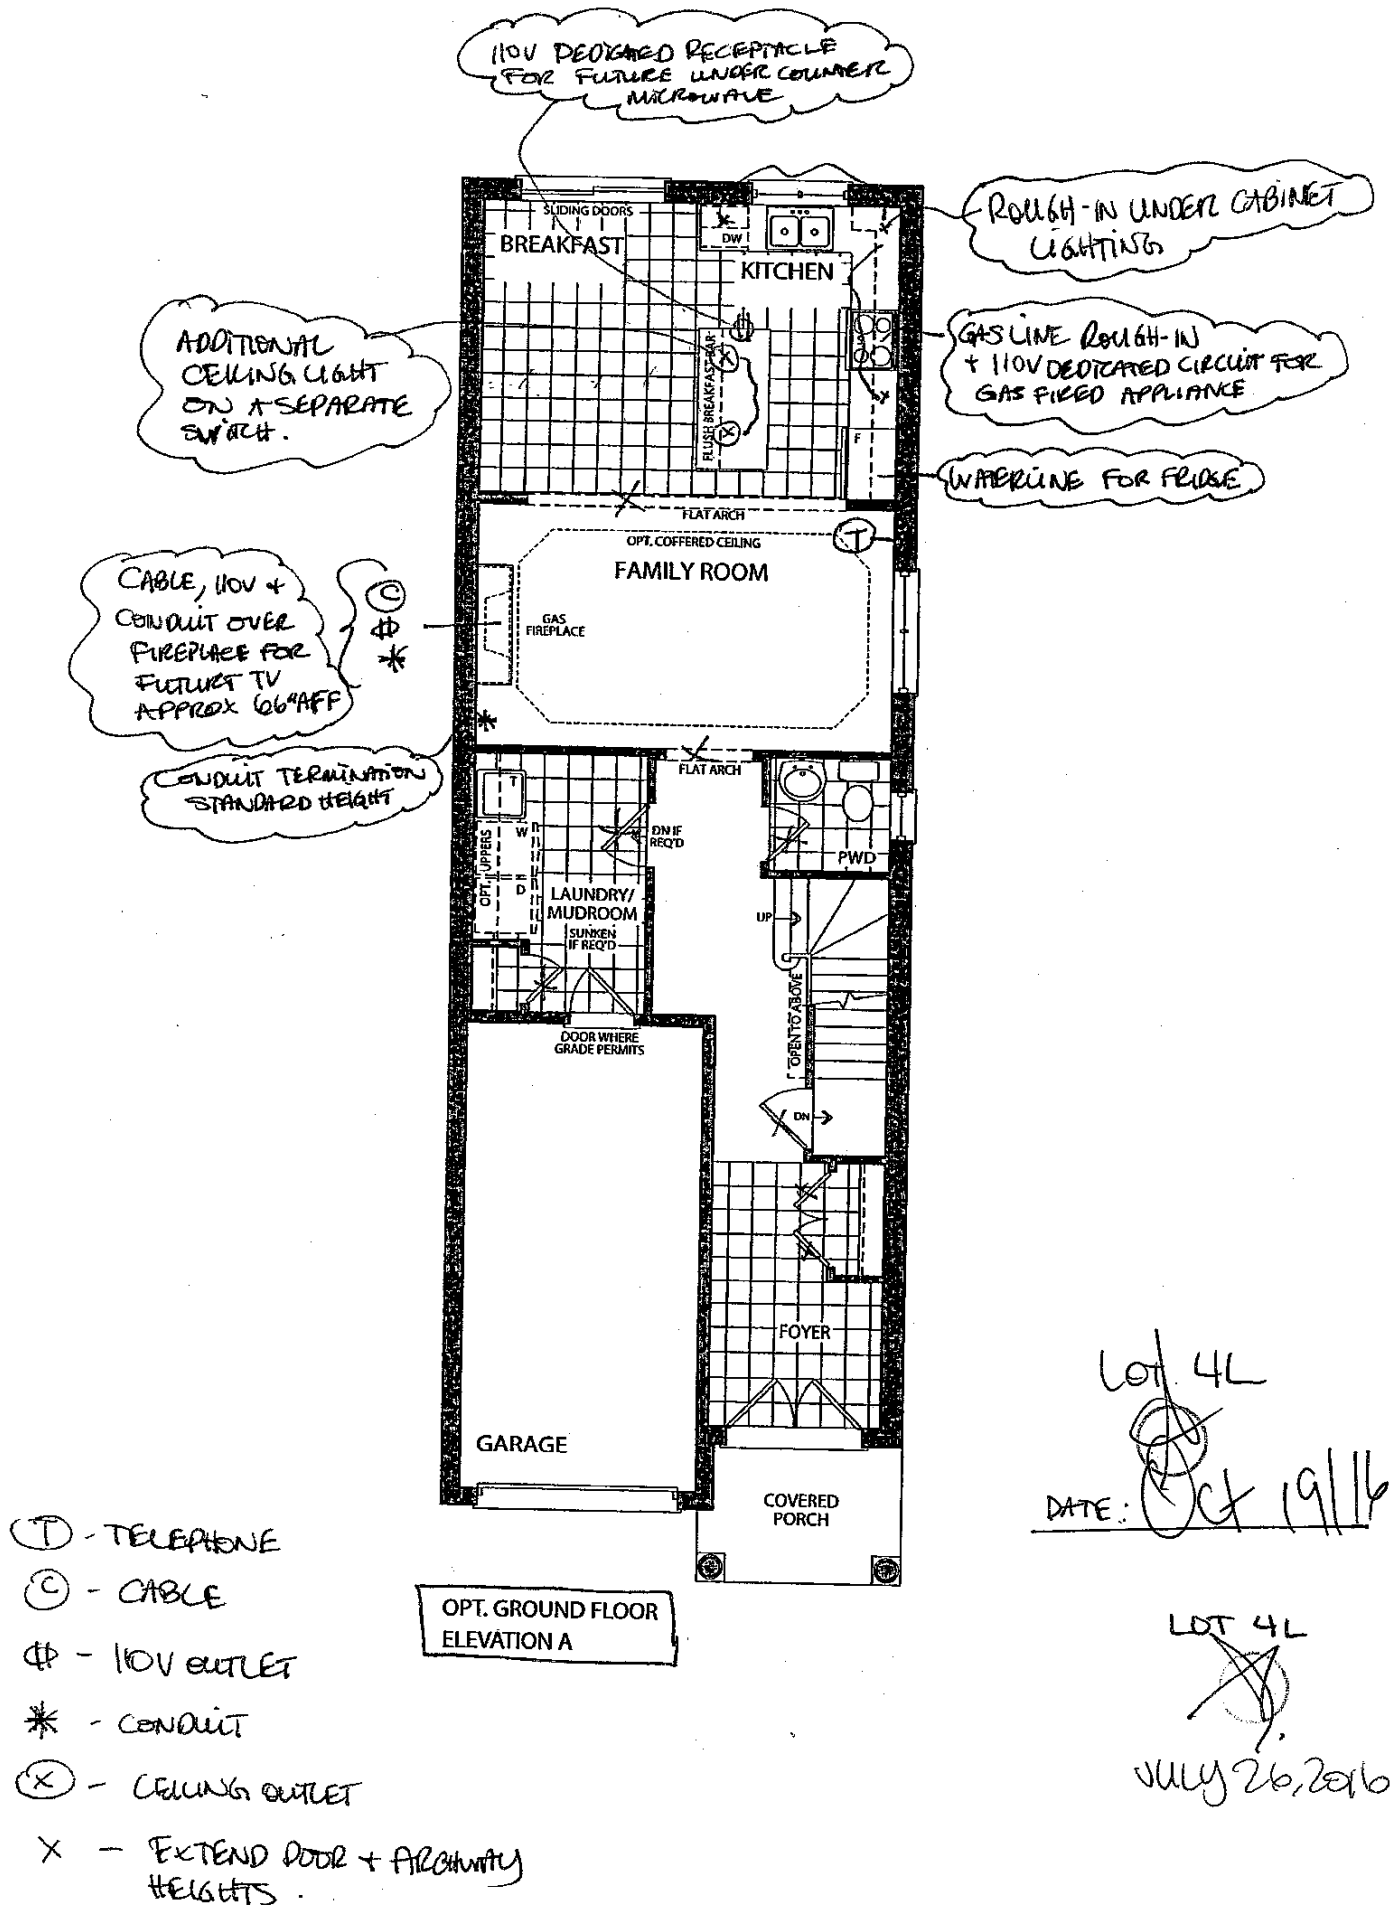 110V DEDICATED RECEPTACLE
FOR FUTURE UNDER COUNTER
MICROWAVE
ROUGH-IN UNDER CABINET
LIGHTING
SLIDING DOORS
BREAKFAST
DW
KITCHEN
ADDITIONAL
CEILING LIGHT
ON A SEPARATE
SWITCH.
GAS LINE ROUGH-IN
+ 110V DEDICATED CIRCUIT FOR
GAS FIRED APPLIANCE
FLUSH BREAKFAST BAR
F
WATERLINE FOR FRIDGE
FLAT ARCH
OPT. COFFERED CEILING
T
FAMILY ROOM
CABLE, 110V +
CONDUIT OVER
FIREPLACE FOR
FUTURE TV
APPROX 66" AFF
C
GAS
FIREPLACE
CONDUIT TERMINATION
STANDARD HEIGHT
FLAT ARCH
T
W
D
OPT. UPPERS
DN IF
REQ'D
PWD
LAUNDRY/
MUDROOM
SUNKEN
IF REQ'D
UP
OPEN TO ABOVE
DOOR WHERE
GRADE PERMITS
DN
FOYER
GARAGE
COVERED
PORCH
LOT 4L
DATE: Oct 19/16
T - TELEPHONE
C - CABLE
- 110V OUTLET
- CONDUIT
X - CEILING OUTLET
X - EXTEND DOOR + ARCHWAY
HEIGHTS.
OPT. GROUND FLOOR
ELEVATION A
LOT 4L
JULY 26, 2016